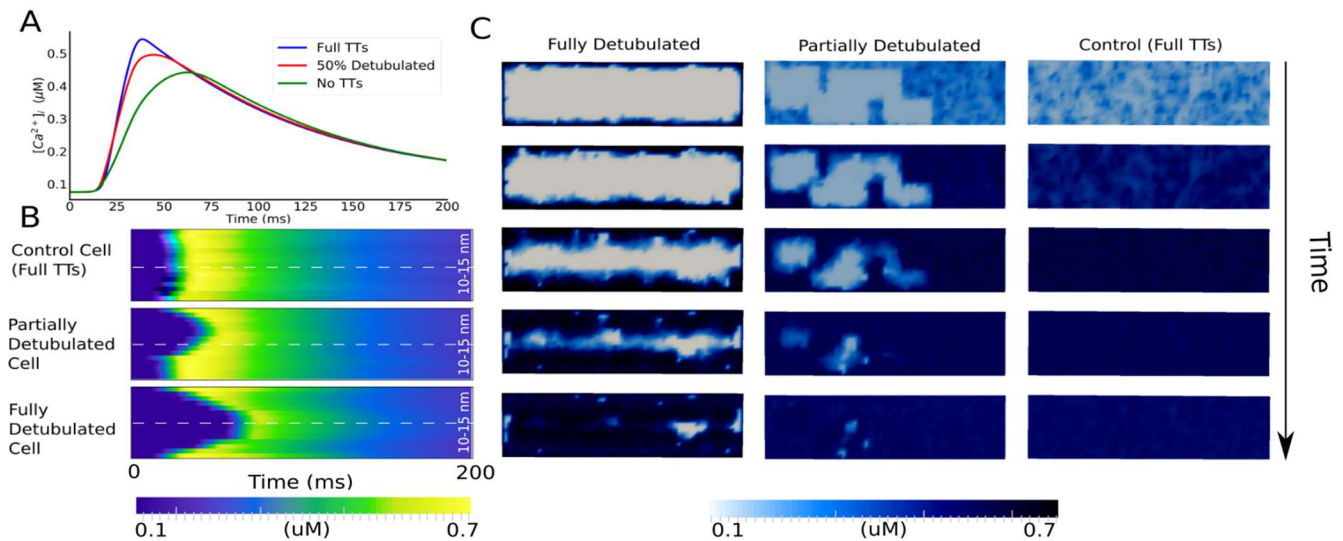 A
[Ca²⁺]ᵢ (μM)
0.5
0.4
0.3
0.2
0.1
0 25 50 75 100 125 150 175 200
Time (ms)
Full TTs
50% Detubulated
No TTs
B
Control Cell
(Full TTs)
10-15 nm
Partially
Detubulated
Cell
10-15 nm
Fully
Detubulated
Cell
10-15 nm
0 200
Time (ms)
0.1 (uM) 0.7
C
Fully Detubulated
Partially Detubulated
Control (Full TTs)
Time
0.1 (uM) 0.7